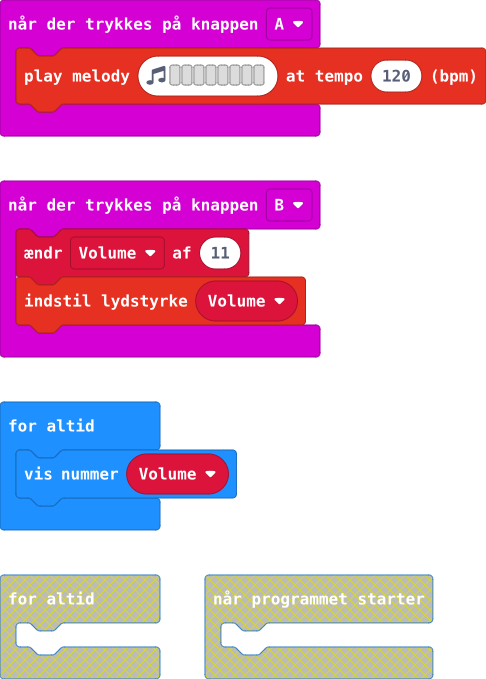 når der trykkes på knappen A
play melody at tempo 120 (bpm)
når der trykkes på knappen B
ændr Volume af 11
indstil lydstyrke Volume
for altid
vis nummer Volume
for altid
når programmet starter